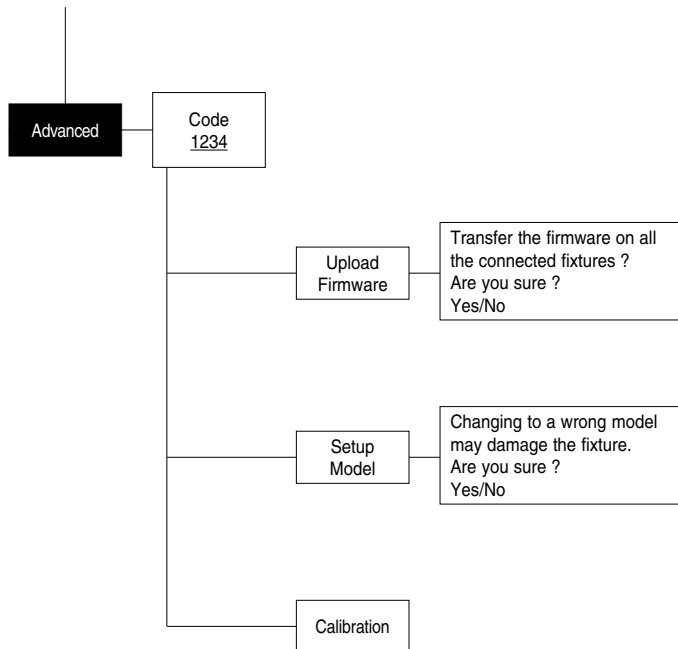 Advanced
Code
1234
Upload
Firmware
Transfer the firmware on all
the connected fixtures ?
Are you sure ?
Yes/No
Setup
Model
Changing to a wrong model
may damage the fixture.
Are you sure ?
Yes/No
Calibration